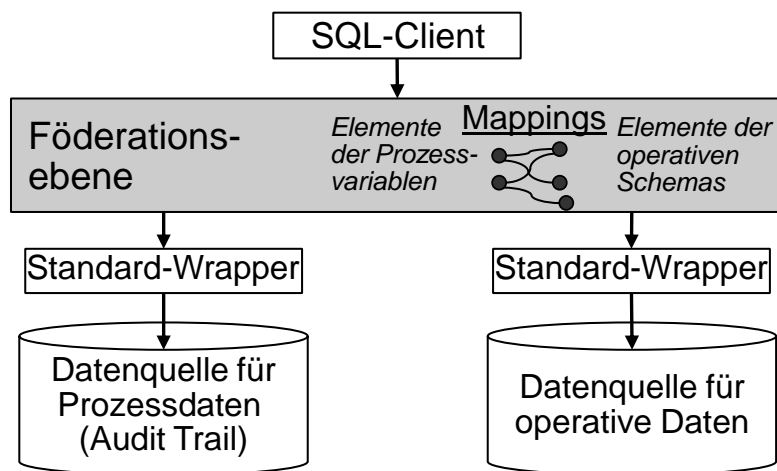 SQL-Client
Föderations-
ebene
Elemente
der Prozess-
variablen
Mappings
Elemente der
operativen
Schemas
Standard-Wrapper
Standard-Wrapper
Datenquelle für
Prozessdaten
(Audit Trail)
Datenquelle für
operative Daten